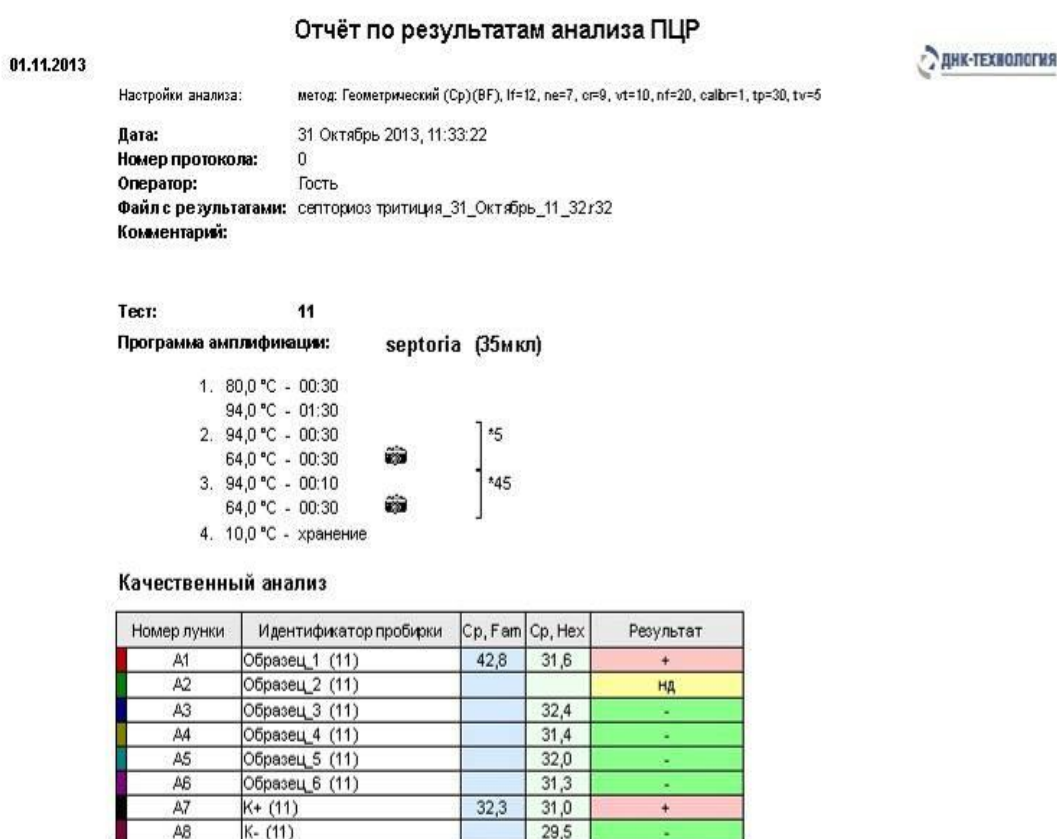 Отчёт по результатам анализа ПЦР
01.11.2013
ДНК-ТЕХНОЛОГИЯ
Настройки анализа: метод: Геометрический (Cp)(BF), lf=12, ne=7, cr=9, vt=10, nf=20, calibr=1, tp=30, tv=5
Дата: 31 Октябрь 2013, 11:33:22
Номер протокола: 0
Оператор: Гость
Файл с результатами: септориоз тритиция_31_Октябрь_11_32.r32
Комментарий:
Тест: 11
Программа амплификации: septoria (35мкл)
1. 80,0 °C - 00:30
94,0 °C - 01:30
2. 94,0 °C - 00:30 *5
64,0 °C - 00:30
3. 94,0 °C - 00:10 *45
64,0 °C - 00:30
4. 10,0 °C - хранение
Качественный анализ
Номер лунки Идентификатор пробирки Cp, Fam Cp, Hex Результат
A1 Образец_1 (11) 42,8 31,6 +
A2 Образец_2 (11) нд
A3 Образец_3 (11) 32,4 -
A4 Образец_4 (11) 31,4 -
A5 Образец_5 (11) 32,0 -
A6 Образец_6 (11) 31,3 -
A7 K+ (11) 32,3 31,0 +
A8 K- (11) 29,5 -